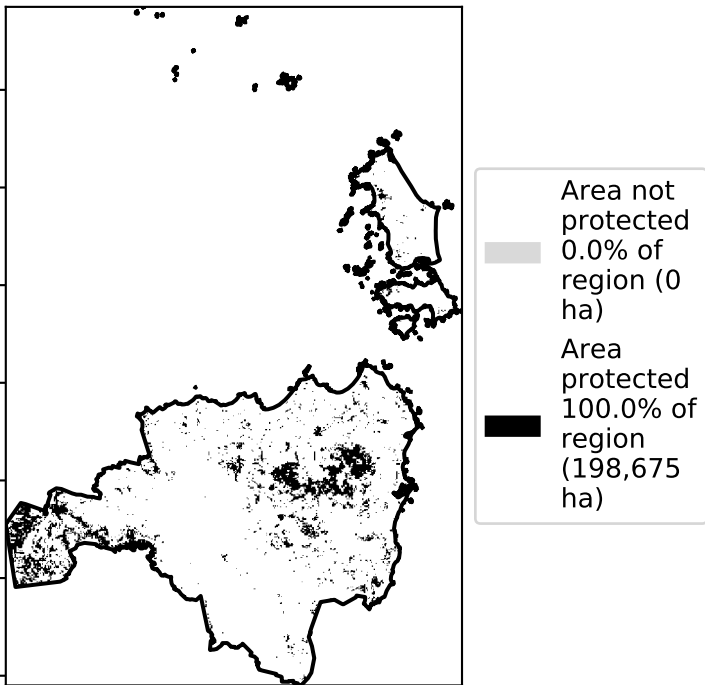 Area not
protected
0.0% of
region (0
ha)
Area
protected
100.0% of
region
(198,675
ha)